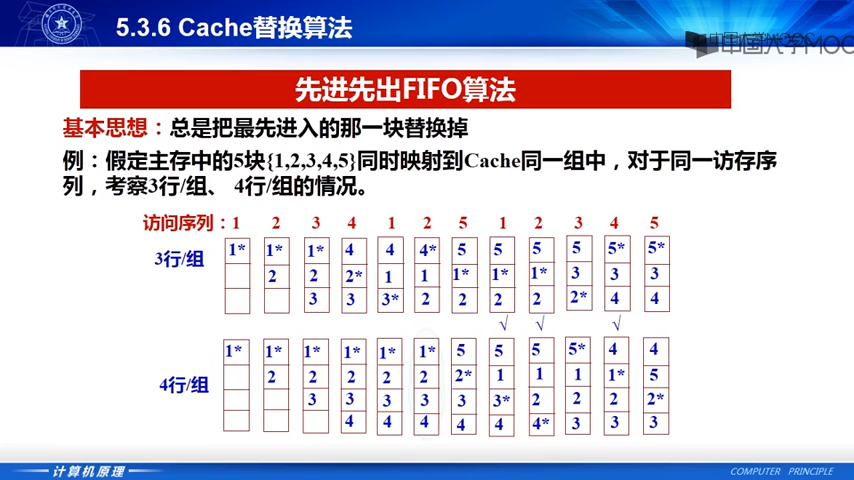 5.3.6 Cache替换算法
中国大学MOOC
先进先出FIFO算法
基本思想：总是把最先进入的那一块替换掉
例：假定主存中的5块{1,2,3,4,5}同时映射到Cache同一组中，对于同一访存序
列，考察3行/组、 4行/组的情况。
访问序列：1 2 3 4 1 2 5 1 2 3 4 5
3行/组
1* 1* 1* 4 4 4* 5 5 5 5 5* 5*
2 2 2* 1 1 1* 1* 1* 3 3 3
3 3 3* 2 2 2 2 2* 4 4
√ √ √
4行/组
1* 1* 1* 1* 1* 1* 5 5 5 5* 4 4
2 2 2 2 2 2* 1 1 1 1* 5
3 3 3 3 3 3* 2 2 2 2*
4 4 4 4 4 4* 3 3 3
计算机原理
COMPUTER PRINCIPLE